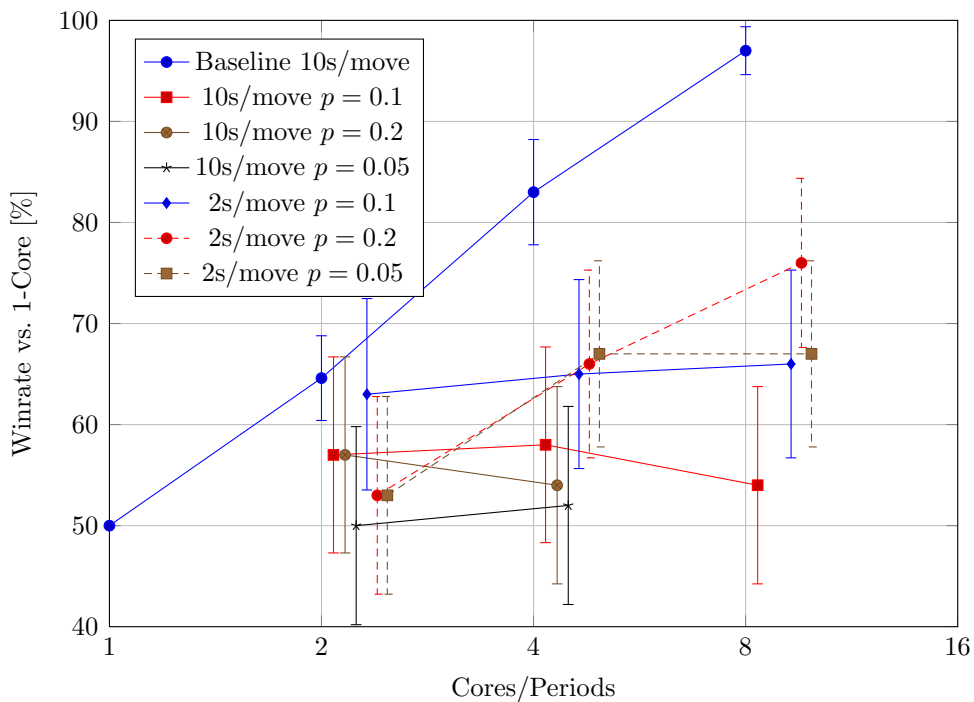 100
90
80
70
60
50
40
Winrate vs. 1-Core [%]
Baseline 10s/move
10s/move p = 0.1
10s/move p = 0.2
10s/move p = 0.05
2s/move p = 0.1
2s/move p = 0.2
2s/move p = 0.05
1
2
4
8
16
Cores/Periods